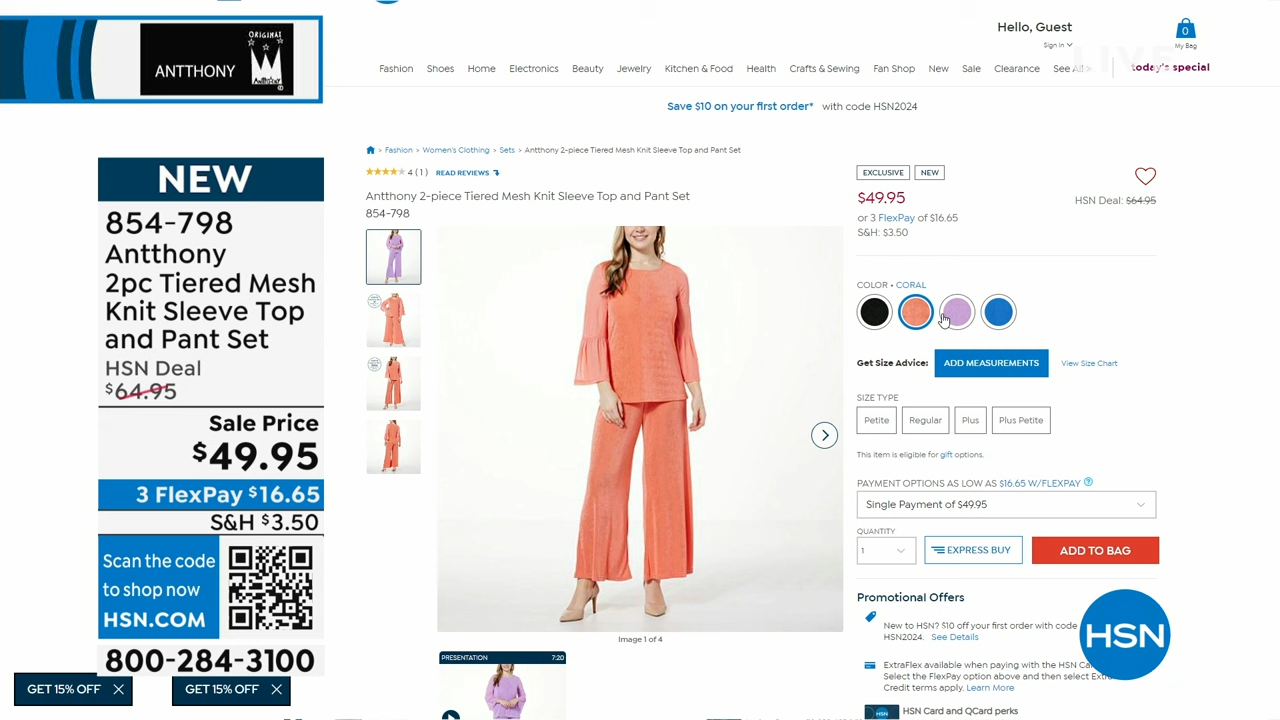 ORIGINAL
ANTTHONY
Hello, Guest
Sign In
0
My Bag
LIVE
Fashion Shoes Home Electronics Beauty Jewelry Kitchen & Food Health Crafts & Sewing Fan Shop New Sale Clearance See All today's special
Save $10 on your first order* with code HSN2024
> Fashion > Women's Clothing > Sets > Antthony 2-piece Tiered Mesh Knit Sleeve Top and Pant Set
4 ( 1 ) READ REVIEWS
Antthony 2-piece Tiered Mesh Knit Sleeve Top and Pant Set
854-798
NEW
854-798
Antthony
2pc Tiered Mesh
Knit Sleeve Top
and Pant Set
HSN Deal
$64.95
Sale Price
$49.95
3 FlexPay $16.65
S&H $3.50
Scan the code
to shop now
HSN.COM
800-284-3100
GET 15% OFF
GET 15% OFF
Image 1 of 4
PRESENTATION 7:20
EXCLUSIVE NEW
$49.95
HSN Deal: $64.95
or 3 FlexPay of $16.65
S&H: $3.50
COLOR • CORAL
Get Size Advice: ADD MEASUREMENTS View Size Chart
SIZE TYPE
Petite Regular Plus Plus Petite
This item is eligible for gift options.
PAYMENT OPTIONS AS LOW AS $16.65 W/FLEXPAY
Single Payment of $49.95
QUANTITY
1 EXPRESS BUY ADD TO BAG
Promotional Offers
New to HSN? $10 off your first order with code
HSN2024. See Details
ExtraFlex available when paying with the HSN
Select the FlexPay option above and then select
Credit terms apply. Learn More
HSN Card and QCard perks
HSN
HSN